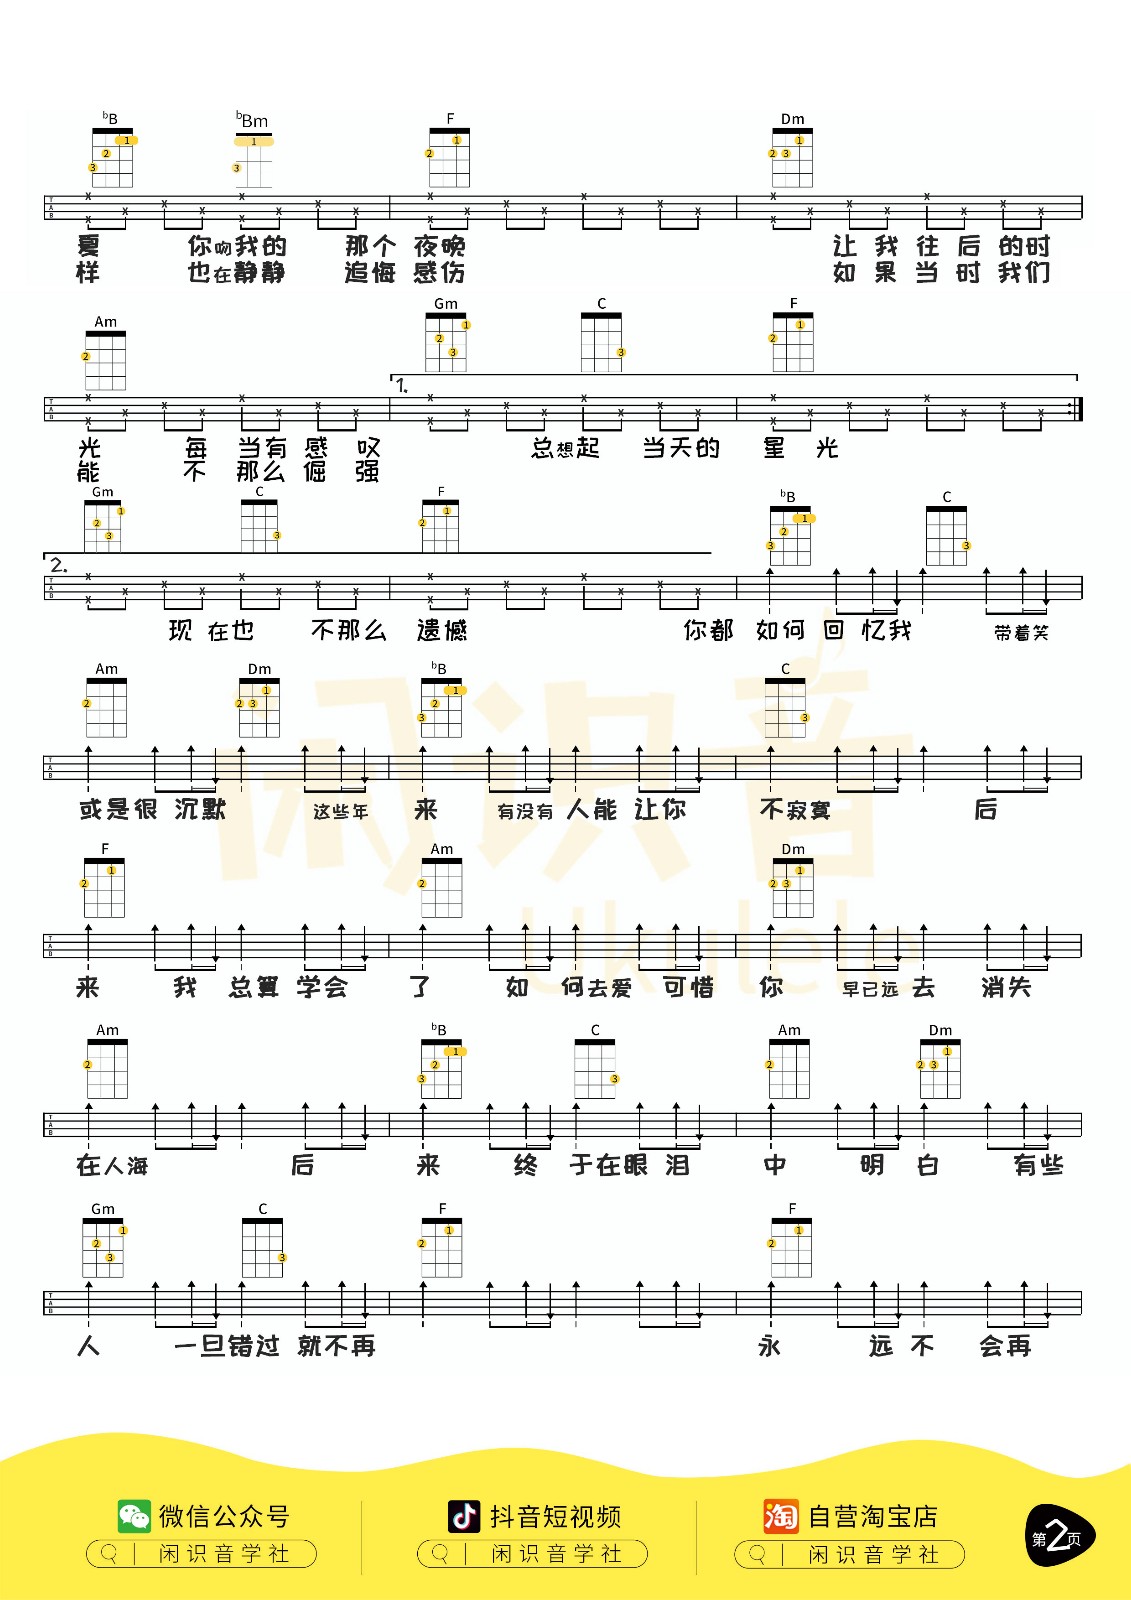 bB bBm F Dm
夏 你吻我的 那个夜晚 让我往后的时
样 也在静静 追悔感伤 如果当时我们
Am Gm C F
1.
光 每当有感叹 总想起 当天的 星光
能 不那么倔强
Gm C F bB C
2.
现在也 不那么 遗憾 你都 如何回忆我 带着笑
Am Dm bB C
或是很沉默 这些年 来 有没有人能让你 不寂寞 后
F Am Dm
来 我总算学会 了 如何去爱 可惜 你 早已远去 消失
Am bB C Am Dm
在人海 后 来 终于在眼泪 中 明白 有些
Gm C F F
人 一旦错过 就不再 永远不会再
闲识音
Ukulele
微信公众号 抖音短视频 淘 自营淘宝店
闲识音学社 闲识音学社 闲识音学社
第2页